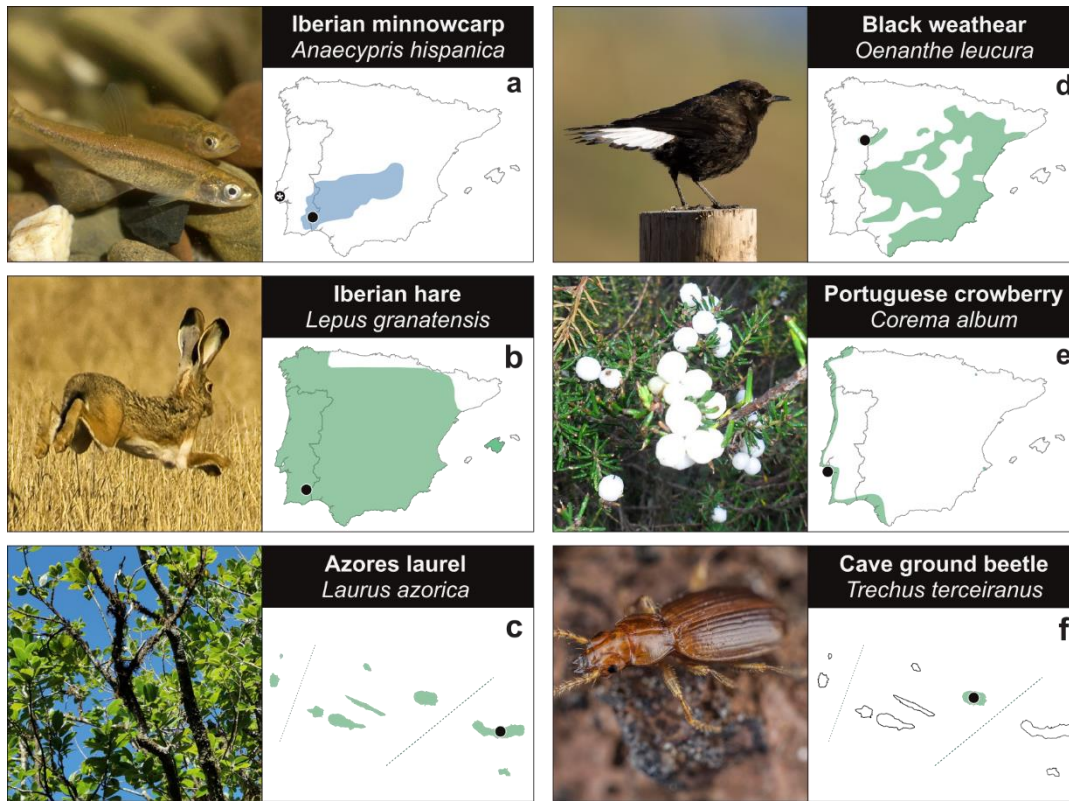 Iberian minnowcarp
Anaecypris hispanica
a
Black weathear
Oenanthe leucura
d
Iberian hare
Lepus granatensis
b
Portuguese crowberry
Corema album
e
Azores laurel
Laurus azorica
c
Cave ground beetle
Trechus terceiranus
f